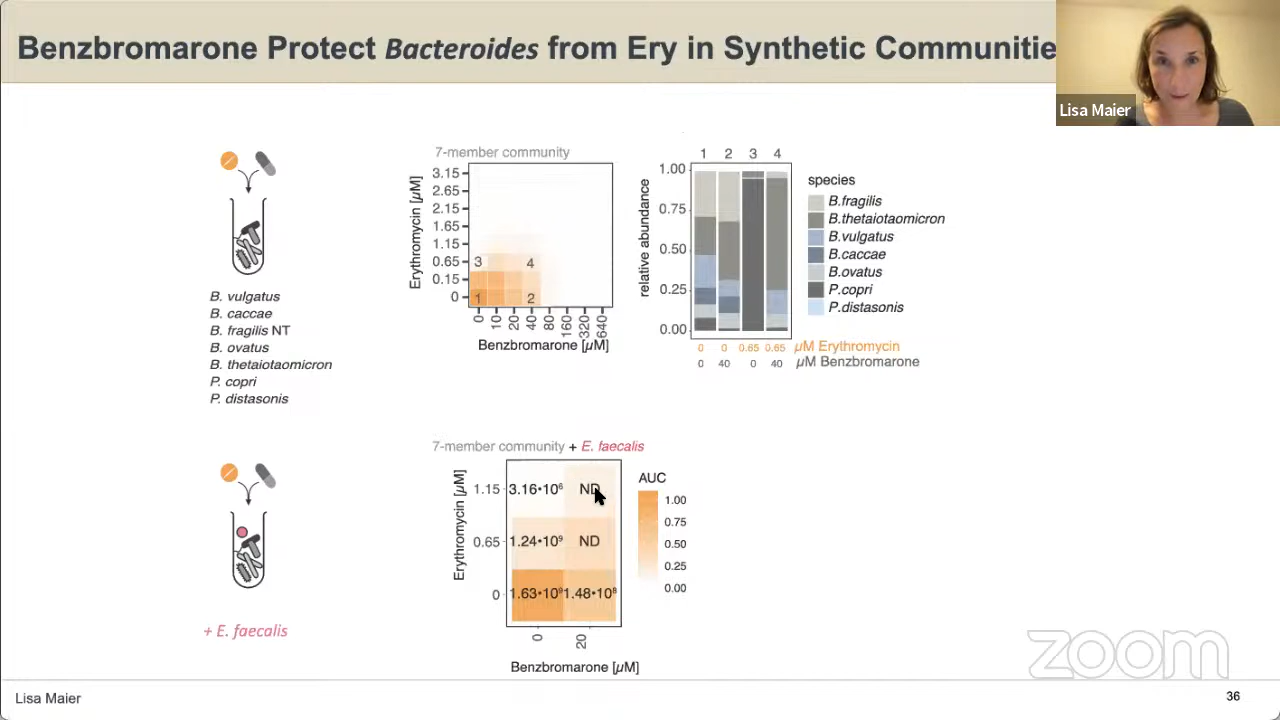 Benzbromarone Protect Bacteroides from Ery in Synthetic Communitie
Lisa Maier
B. vulgatus
B. caccae
B. fragilis NT
B. ovatus
B. thetaiotaomicron
P. copri
P. distasonis
7-member community
Erythromycin [µM]
3.15
2.65
2.15
1.65
1.15
0.65
0.15
0
3 4
1 2
0 10 20 40 80 160 320 640
Benzbromarone [µM]
1 2 3 4
relative abundance
1.00
0.75
0.50
0.25
0.00
0 0 0.65 0.65 µM Erythromycin
0 40 0 40 µM Benzbromarone
species
B.fragilis
B.thetaiotaomicron
B.vulgatus
B.caccae
B.ovatus
P.copri
P.distasonis
+ E. faecalis
7-member community + E. faecalis
Erythromycin [µM]
1.15 3.16•10⁶ ND
0.65 1.24•10⁹ ND
0 1.63•10⁹ 1.48•10⁸
0 20
Benzbromarone [µM]
AUC
1.00
0.75
0.50
0.25
0.00
zoom
Lisa Maier
36